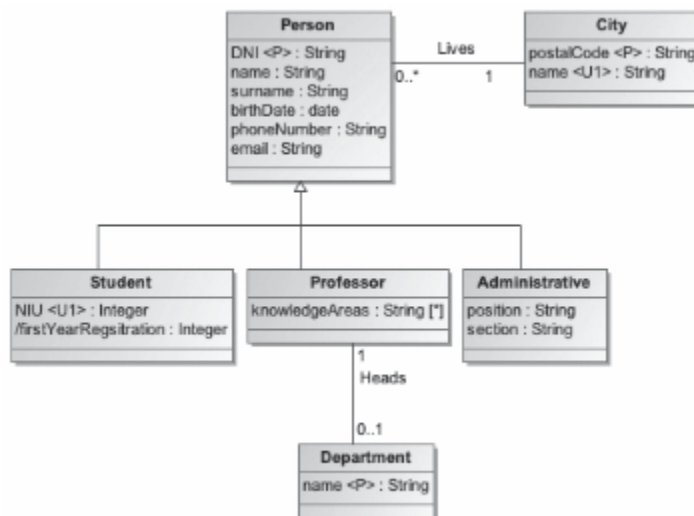 Person
DNI <P> : String
name : String
surname : String
birthDate : date
phoneNumber : String
email : String
Lives
0..*
1
City
postalCode <P> : String
name <U1> : String
Student
NIU <U1> : Integer
/firstYearRegsitration : Integer
Professor
knowledgeAreas : String [*]
Administrative
position : String
section : String
1
Heads
0..1
Department
name <P> : String